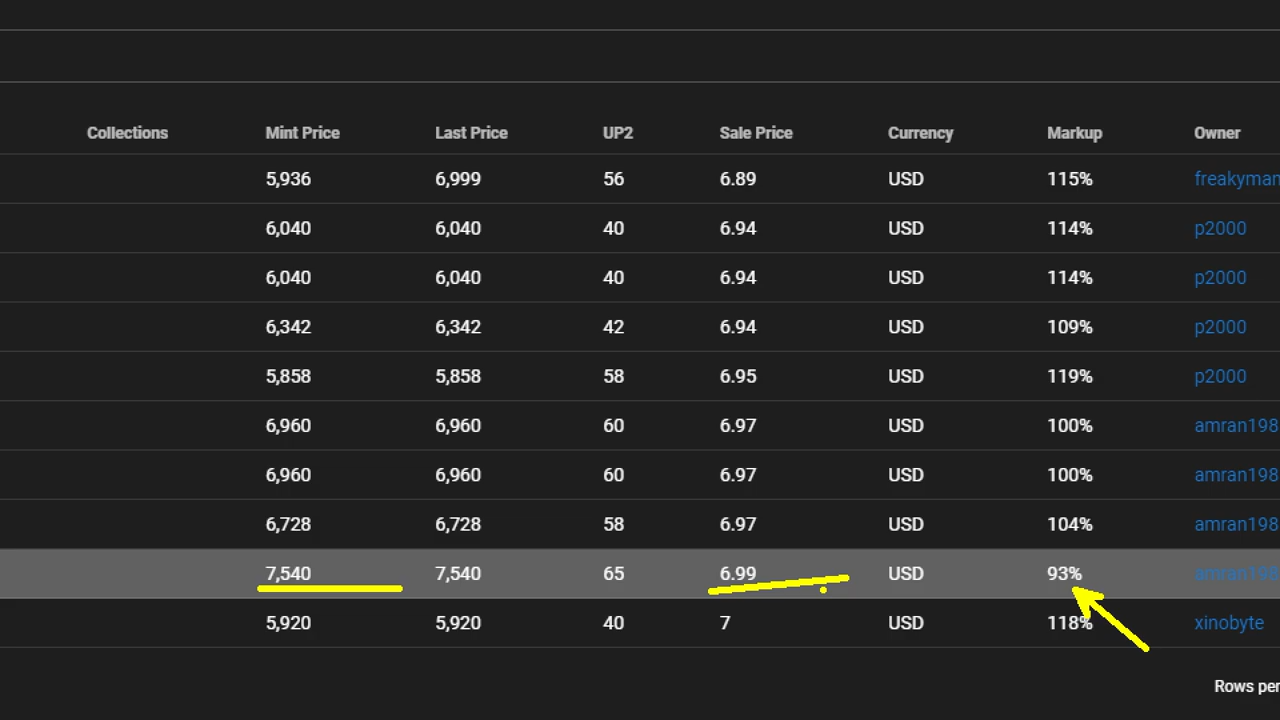 Collections Mint Price Last Price UP2 Sale Price Currency Markup Owner
5,936 6,999 56 6.89 USD 115% freakyman
6,040 6,040 40 6.94 USD 114% p2000
6,040 6,040 40 6.94 USD 114% p2000
6,342 6,342 42 6.94 USD 109% p2000
5,858 5,858 58 6.95 USD 119% p2000
6,960 6,960 60 6.97 USD 100% amran198
6,960 6,960 60 6.97 USD 100% amran198
6,728 6,728 58 6.97 USD 104% amran198
7,540 7,540 65 6.99 USD 93% amran198
5,920 5,920 40 7 USD 118% xinobyte
Rows per